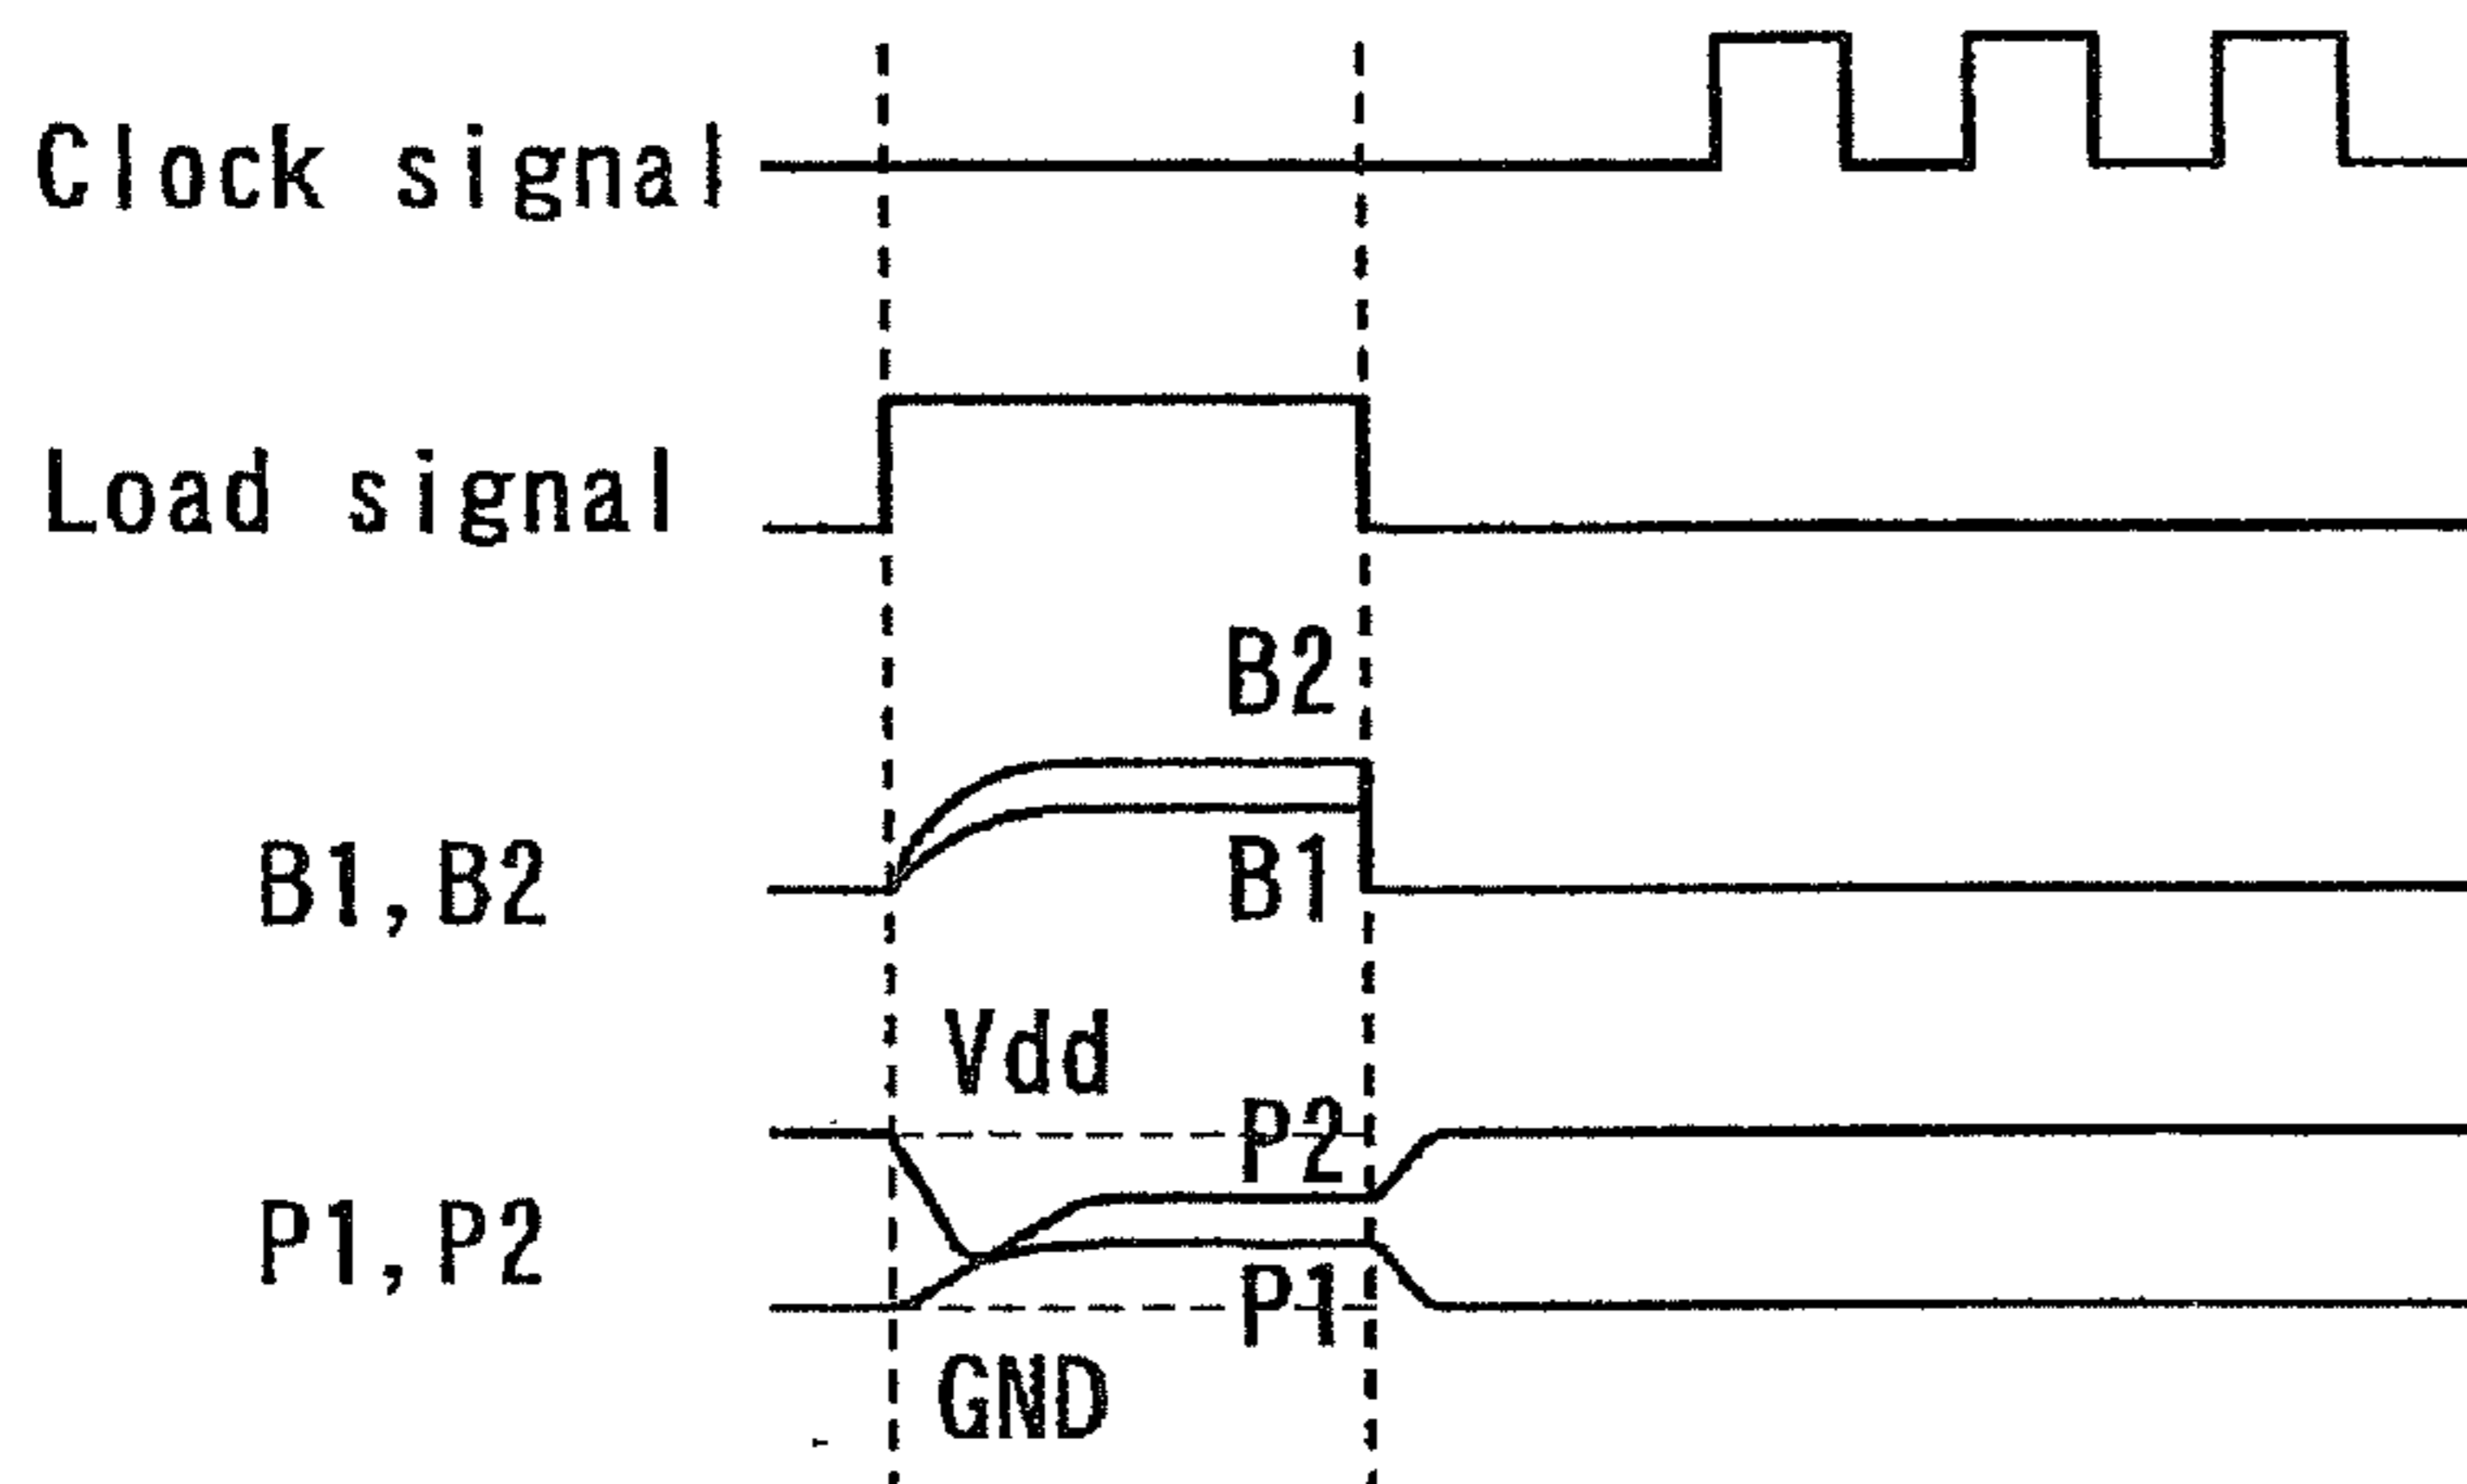 Clock signal
Load signal
B2
B1,B2
B1
Vdd
P2
P1,P2
P1
GND